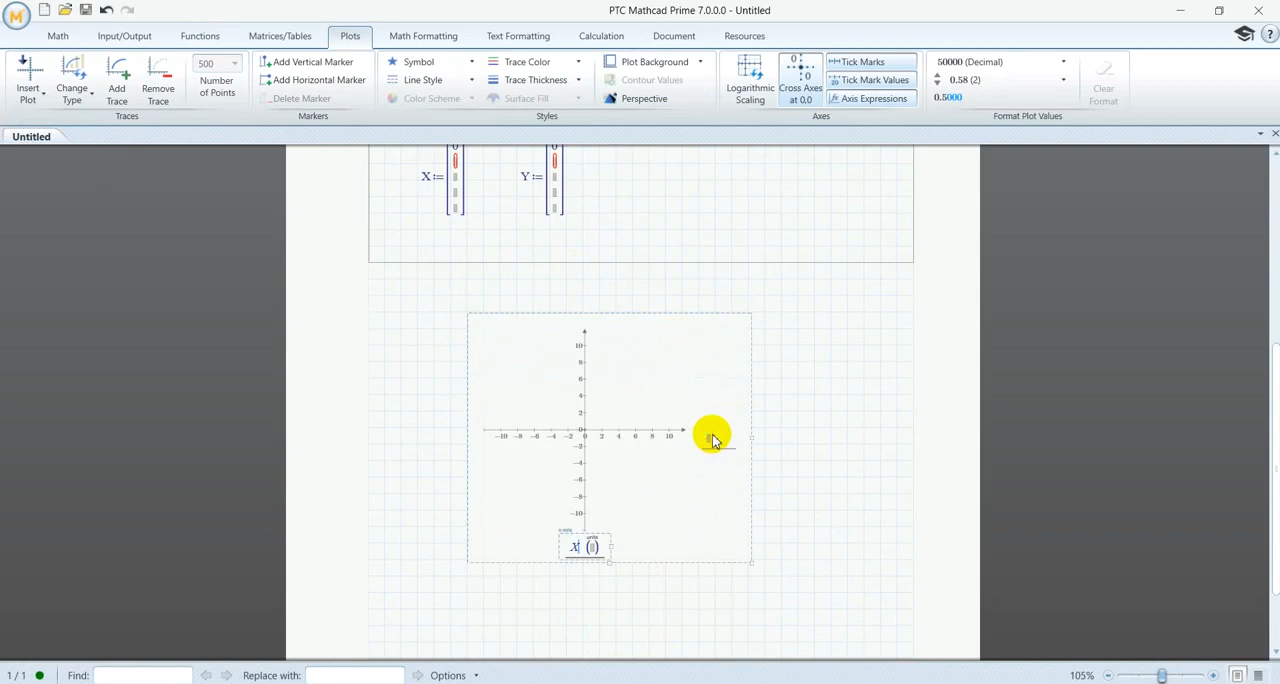 PTC Mathcad Prime 7.0.0.0 - Untitled
Math Input/Output Functions Matrices/Tables Plots Math Formatting Text Formatting Calculation Document Resources
Insert Plot
Change Type
Add Trace
Remove Trace
500
Number of Points
Traces
Add Vertical Marker
Add Horizontal Marker
Delete Marker
Markers
Symbol
Line Style
Color Scheme
Trace Color
Trace Thickness
Surface Fill
Plot Background
Contour Values
Perspective
Styles
Logarithmic Scaling
Cross Axes at 0,0
Tick Marks
Tick Mark Values
Axis Expressions
Axes
50000 (Decimal)
0.58 (2)
0.5000
Format Plot Values
Clear Format
Untitled
0 0
X:= Y:=
10
8
6
4
2
0
-10 -8 -6 -4 -2 0 2 4 6 8 10
-2
-4
-6
-8
-10
units
X ( )
1 / 1 Find: Replace with: Options 105%